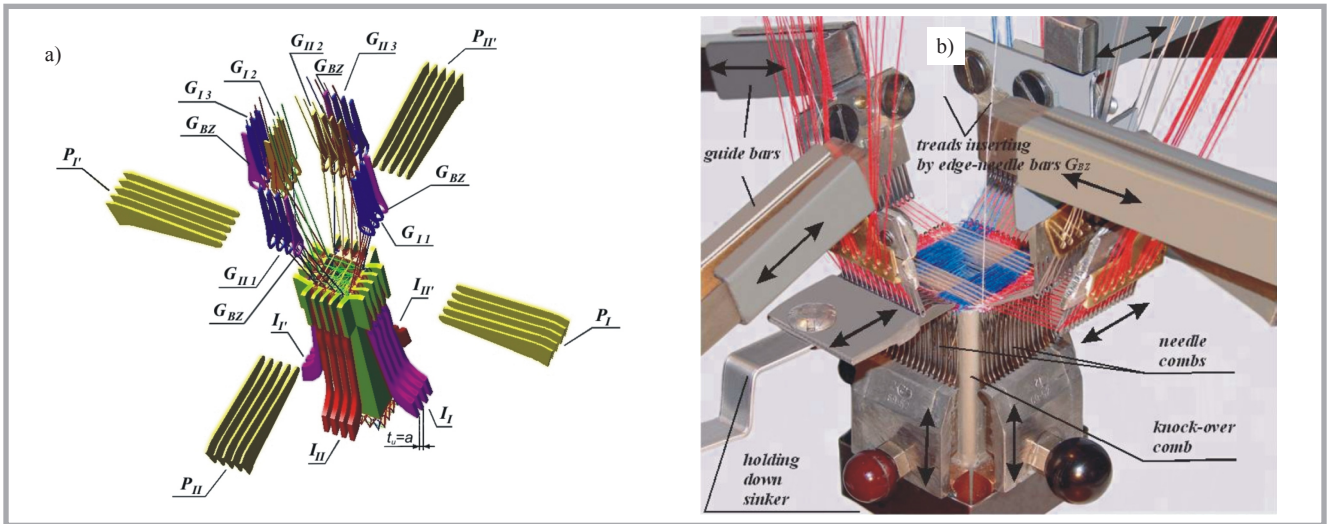 a)
G_II 2
G_II 3
P_II'
G_BZ
G_I 2
G_I 3
G_BZ
P_I'
G_BZ
G_I 1
G_II 1
G_BZ
I_II'
I_I'
P_I
I_I
t_u=a
I_II
P_II
b)
guide bars
treads inserting
by edge-needle bars G_BZ
needle
combs
knock-over
comb
holding
down
sinker